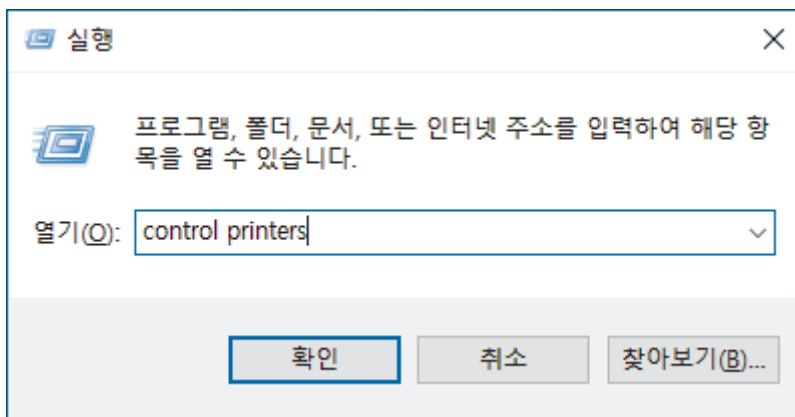 실행
프로그램, 폴더, 문서, 또는 인터넷 주소를 입력하여 해당 항
목을 열 수 있습니다.
열기(O): control printers
확인 취소 찾아보기(B)...